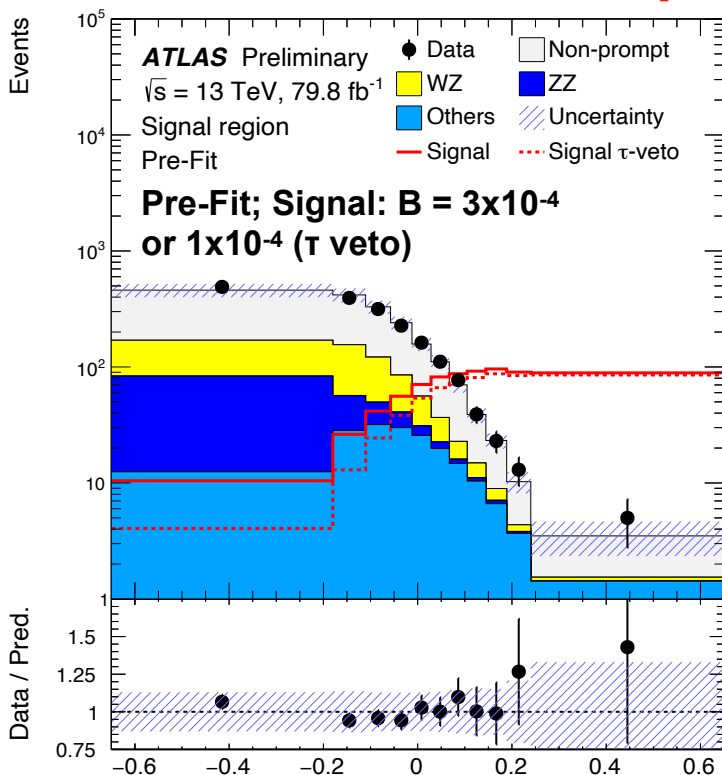 10⁵
Events
ATLAS Preliminary
√s = 13 TeV, 79.8 fb⁻¹
Signal region
Pre-Fit
Data
Non-prompt
WZ
ZZ
Others
Uncertainty
Signal
Signal τ-veto
Pre-Fit; Signal: B = 3x10⁻⁴
or 1x10⁻⁴ (τ veto)
10⁴
10³
10²
10
1
Data / Pred.
1.5
1.25
1
0.75
−0.6 −0.4 −0.2 0 0.2 0.4 0.6